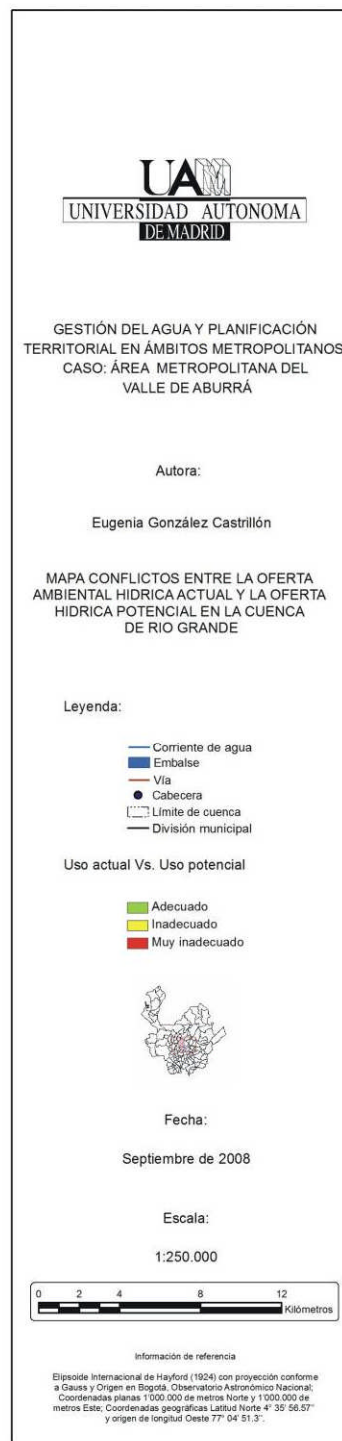 UAM
UNIVERSIDAD AUTONOMA
DE MADRID
GESTIÓN DEL AGUA Y PLANIFICACIÓN
TERRITORIAL EN ÁMBITOS METROPOLITANOS
CASO: ÁREA METROPOLITANA DEL
VALLE DE ABURRÁ
Autora:
Eugenia González Castrillón
MAPA CONFLICTOS ENTRE LA OFERTA
AMBIENTAL HIDRICA ACTUAL Y LA OFERTA
HIDRICA POTENCIAL EN LA CUENCA
DE RIO GRANDE
Leyenda:
Corriente de agua
Embalse
Vía
Cabecera
Límite de cuenca
División municipal
Uso actual Vs. Uso potencial
Adecuado
Inadecuado
Muy inadecuado
Fecha:
Septiembre de 2008
Escala:
1:250.000
0 2 4 8 12
Kilómetros
Información de referencia
Elipsoide Internacional de Hayford (1924) con proyección conforme
a Gauss y Origen en Bogotá, Observatorio Astronómico Nacional;
Coordenadas planas 1'000.000 de metros Norte y 1'000.000 de
metros Este; Coordenadas geográficas Latitud Norte 4° 35' 56.57"
y origen de longitud Oeste 77° 04' 51.3".